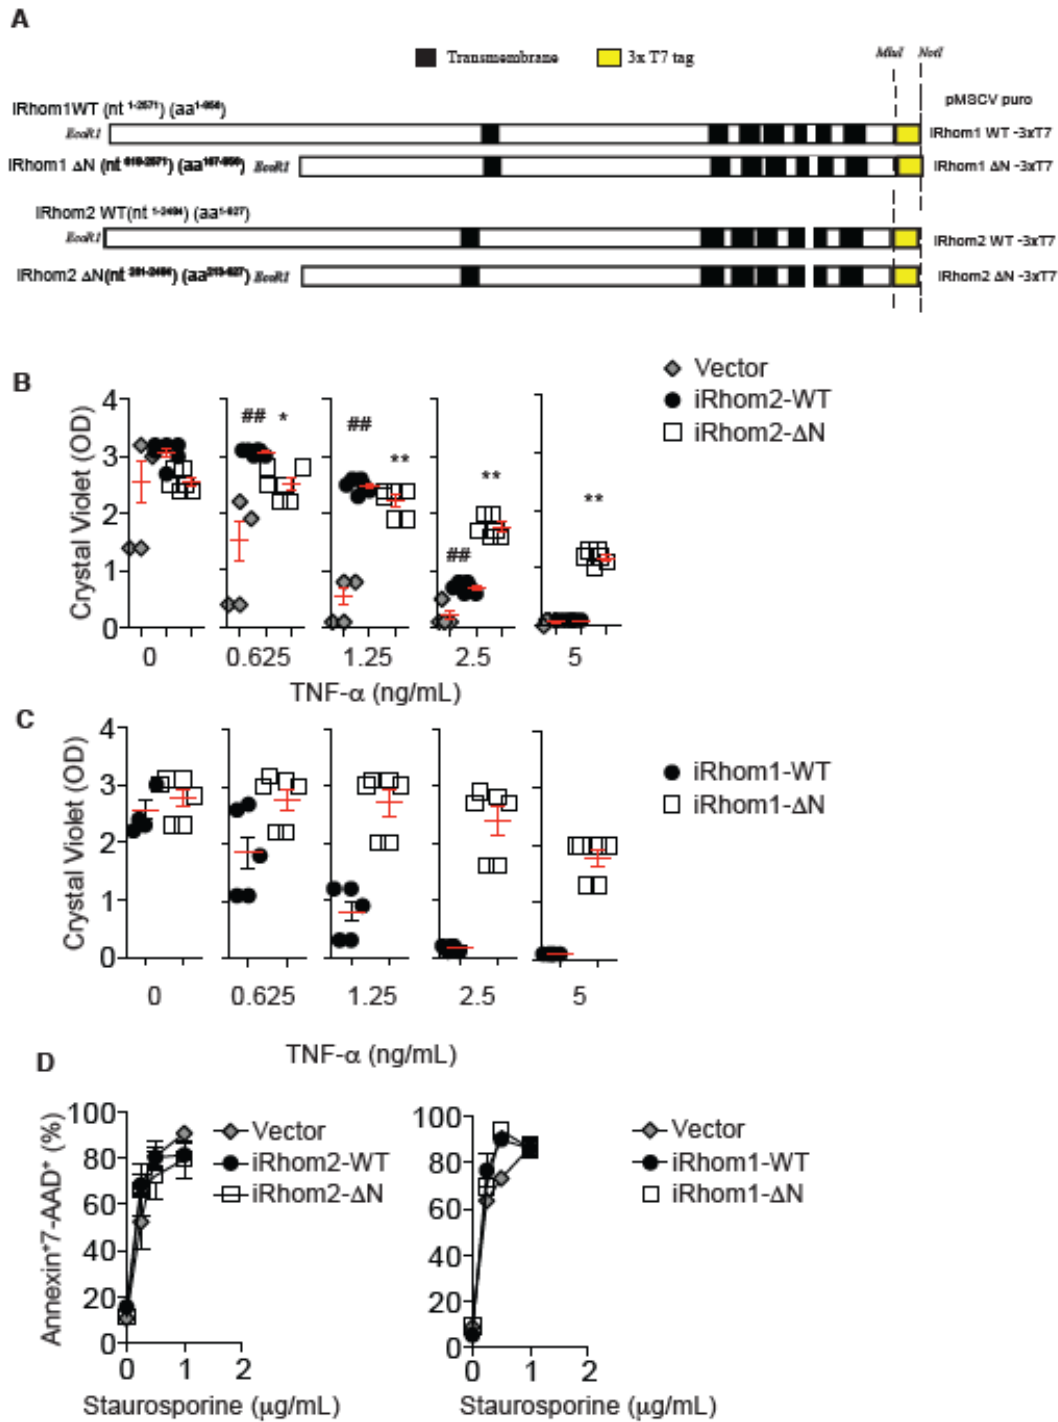 A
Transmembrane
3x T7 tag
MluI
NotI
pMSCV puro
IRhom1WT (nt 1-2571) (aa1-856)
EcoR1
IRhom1 WT -3xT7
IRhom1 ΔN
EcoR1
IRhom1 ΔN -3xT7
IRhom2 WT(nt 1-2484) (aa1-827)
EcoR1
IRhom2 WT -3xT7
IRhom2 ΔN
EcoR1
IRhom2 ΔN -3xT7
B
Vector
iRhom2-WT
iRhom2-ΔN
Crystal Violet (OD)
4
3
2
1
0
## *
##
**
##
**
**
0 0.625 1.25 2.5 5
TNF-α (ng/mL)
C
iRhom1-WT
iRhom1-ΔN
Crystal Violet (OD)
4
3
2
1
0
0 0.625 1.25 2.5 5
TNF-α (ng/mL)
D
Annexin+7-AAD+ (%)
100
80
60
40
20
0
0 1 2
Staurosporine (μg/mL)
Vector
iRhom2-WT
iRhom2-ΔN
100
80
60
40
20
0
0 1 2
Staurosporine (μg/mL)
Vector
iRhom1-WT
iRhom1-ΔN